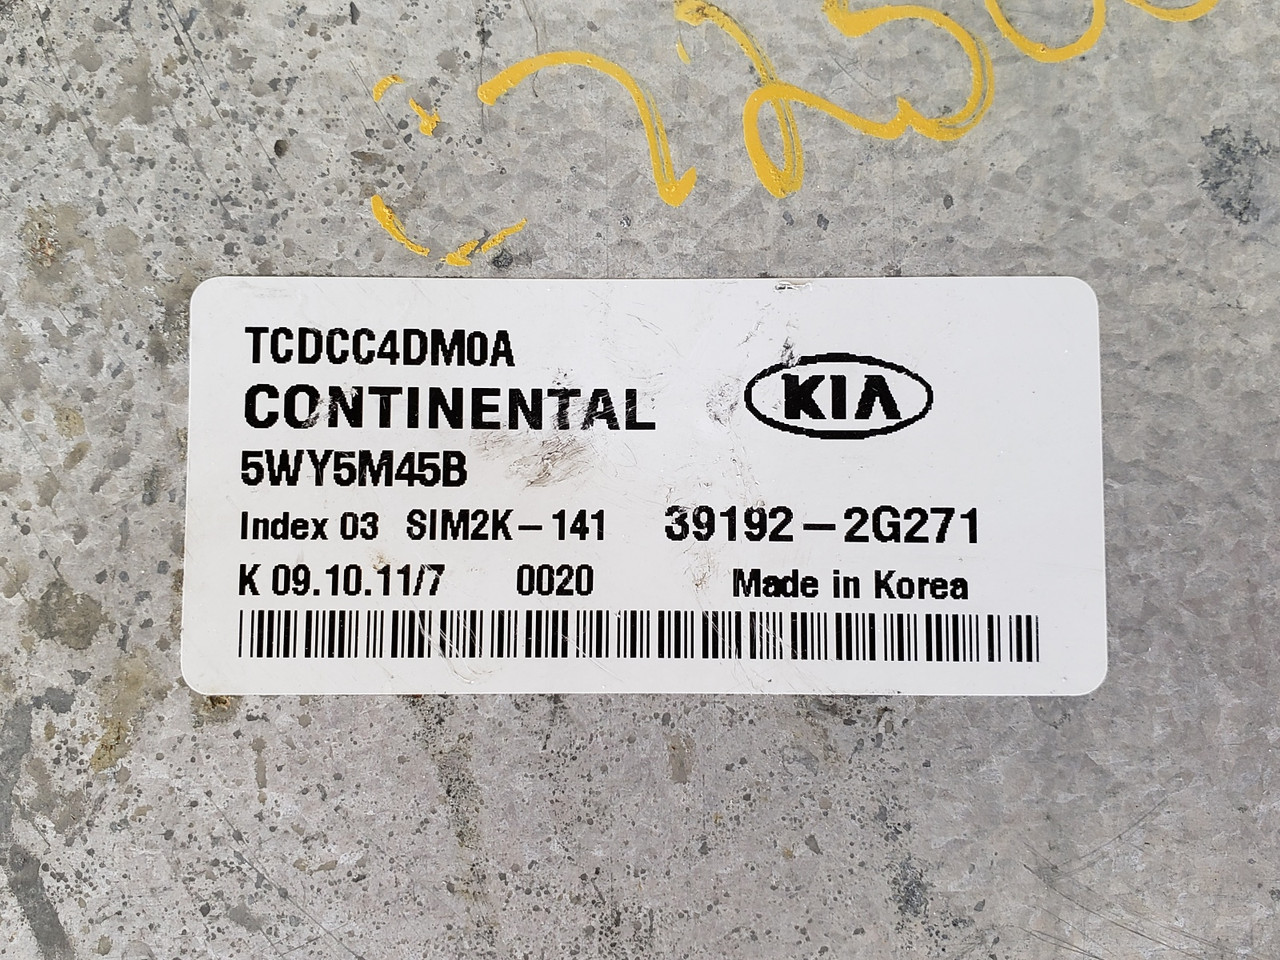 TCDCC4DM0A
CONTINENTAL
KIA
5WY5M45B
Index 03 SIM2K-141 39192-2G271
K 09.10.11/7 0020 Made in Korea